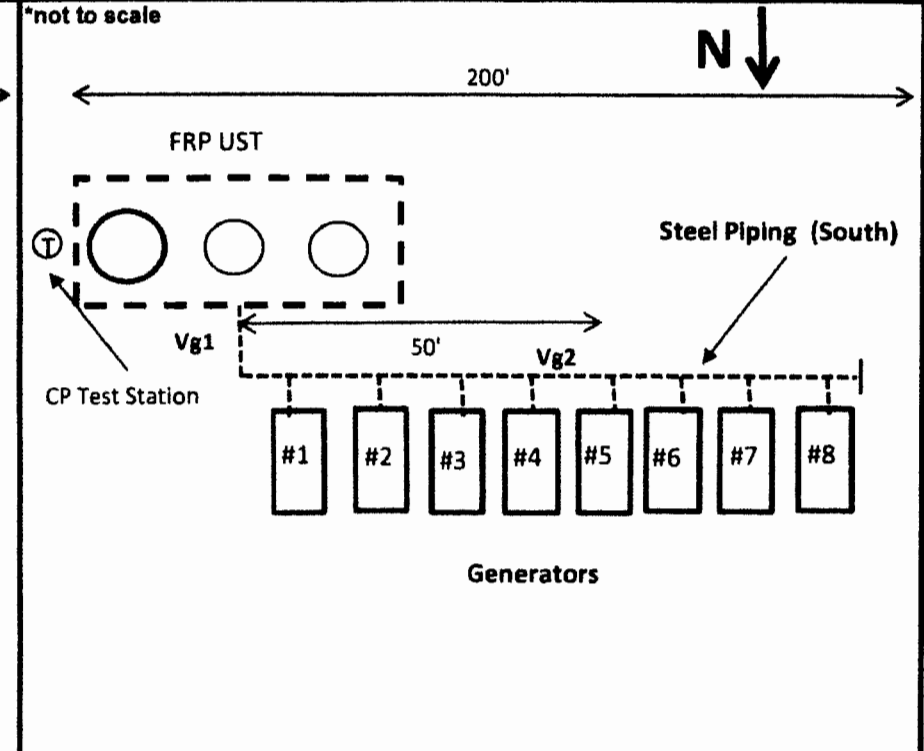 *not to scale
N
200'
FRP UST
T
Steel Piping (South)
Vg1
50'
Vg2
CP Test Station
#1 #2 #3 #4 #5 #6 #7 #8
Generators